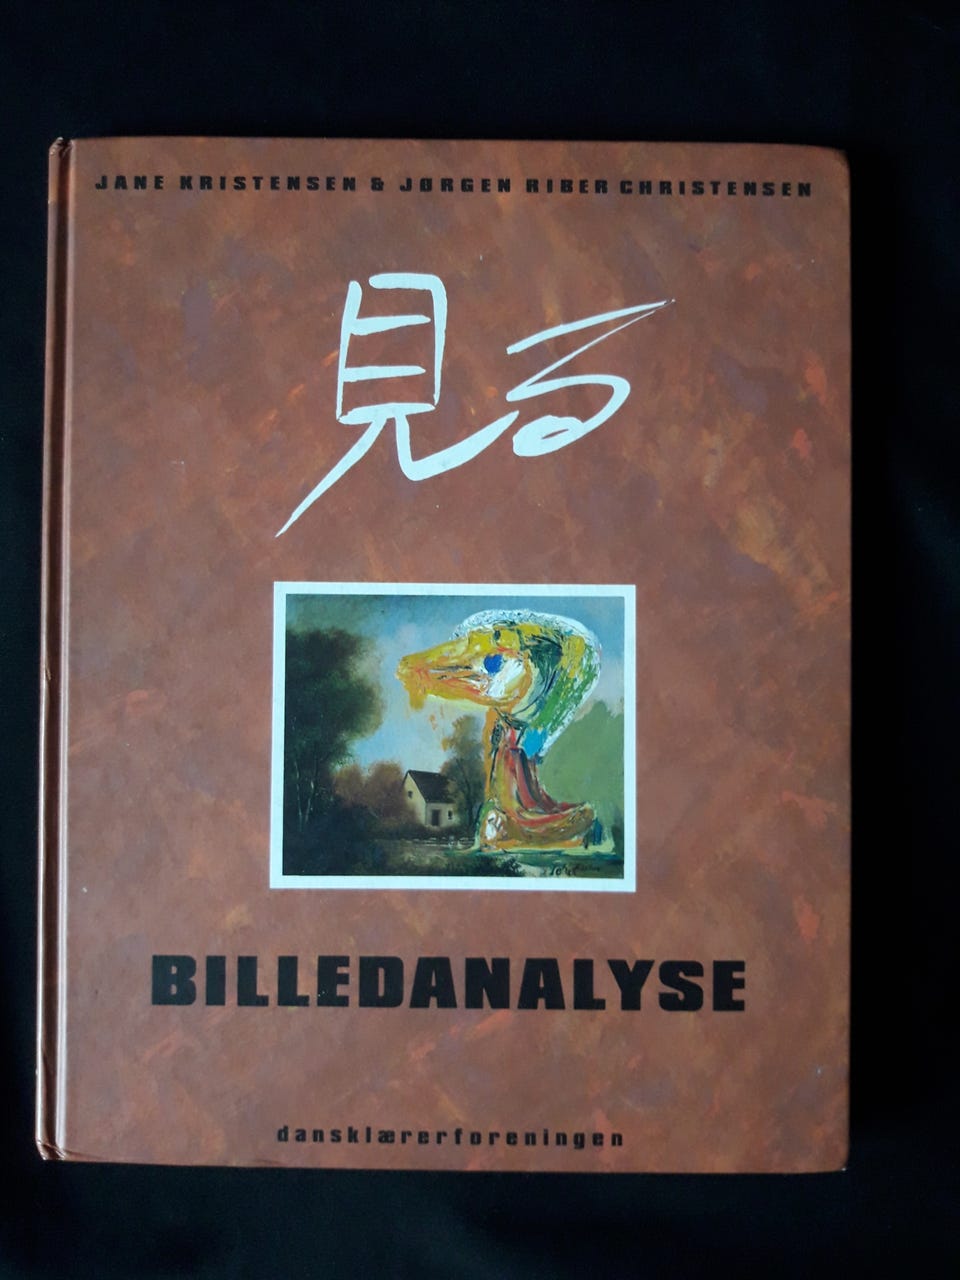 JANE KRISTENSEN & JØRGEN RIBER CHRISTENSEN
見る
BILLEDANALYSE
dansklærerforeningen